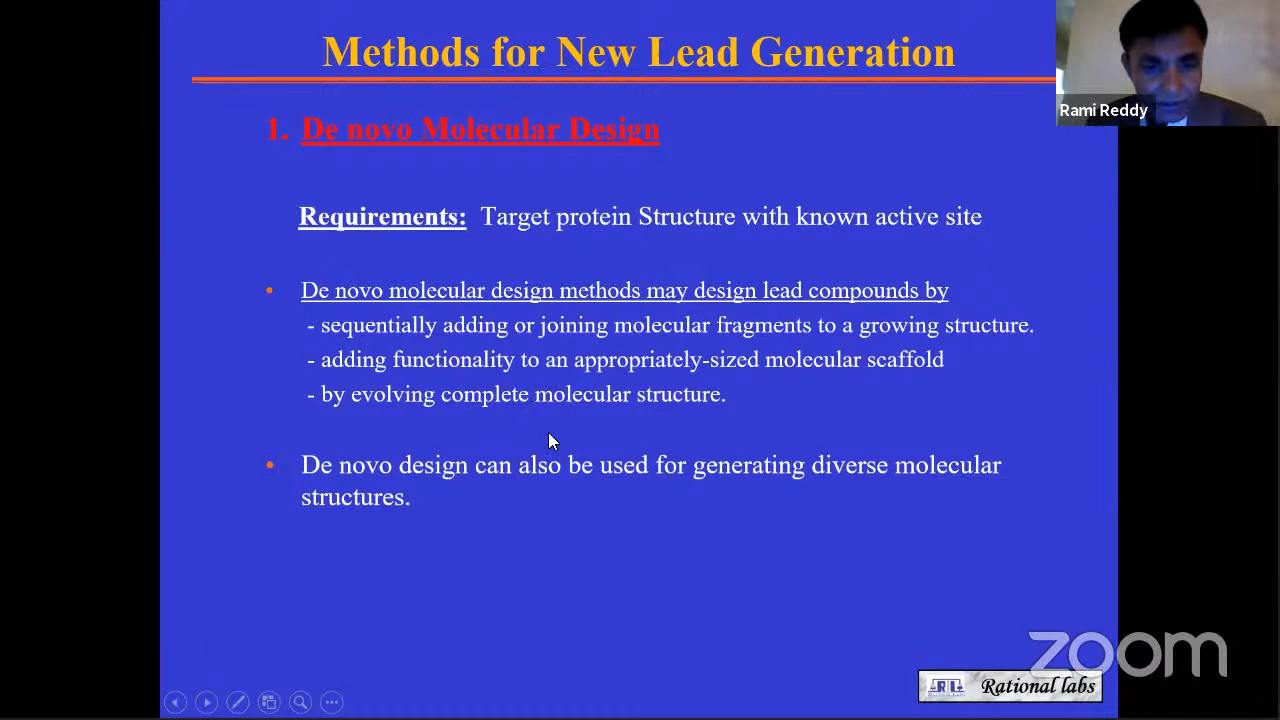 Methods for New Lead Generation
Rami Reddy
1. De novo Molecular Design
Requirements: Target protein Structure with known active site
• De novo molecular design methods may design lead compounds by
- sequentially adding or joining molecular fragments to a growing structure.
- adding functionality to an appropriately-sized molecular scaffold
- by evolving complete molecular structure.
• De novo design can also be used for generating diverse molecular
structures.
zoom
RL Rational labs